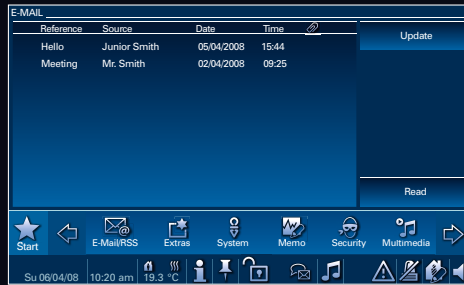 E-MAIL
Reference Source Date Time
Update
Hello Junior Smith 05/04/2008 15:44
Meeting Mr. Smith 02/04/2008 09:25
Read
Start E-Mail/RSS Extras System Memo Security Multimedia
Su 06/04/08 10:20 am 19.3 °C